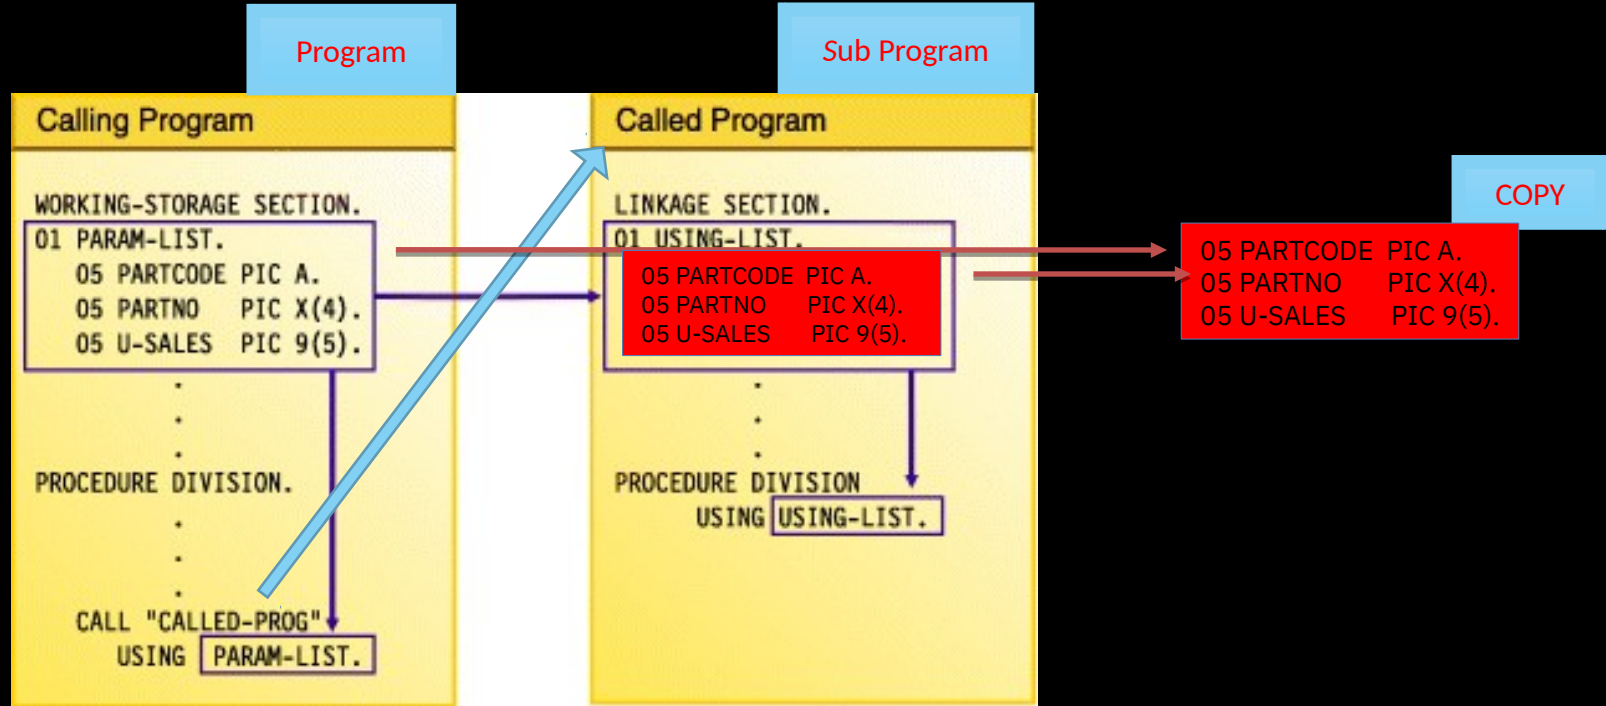 Program
Calling Program
WORKING-STORAGE SECTION.
01 PARAM-LIST.
05 PARTCODE PIC A.
05 PARTNO PIC X(4).
05 U-SALES PIC 9(5).
.
.
.
PROCEDURE DIVISION.
.
.
.
CALL "CALLED-PROG"
USING PARAM-LIST.
Sub Program
Called Program
LINKAGE SECTION.
01 USING-LIST.
05 PARTCODE PIC A.
05 PARTNO PIC X(4).
05 U-SALES PIC 9(5).
.
.
.
PROCEDURE DIVISION
USING USING-LIST.
COPY
05 PARTCODE PIC A.
05 PARTNO PIC X(4).
05 U-SALES PIC 9(5).